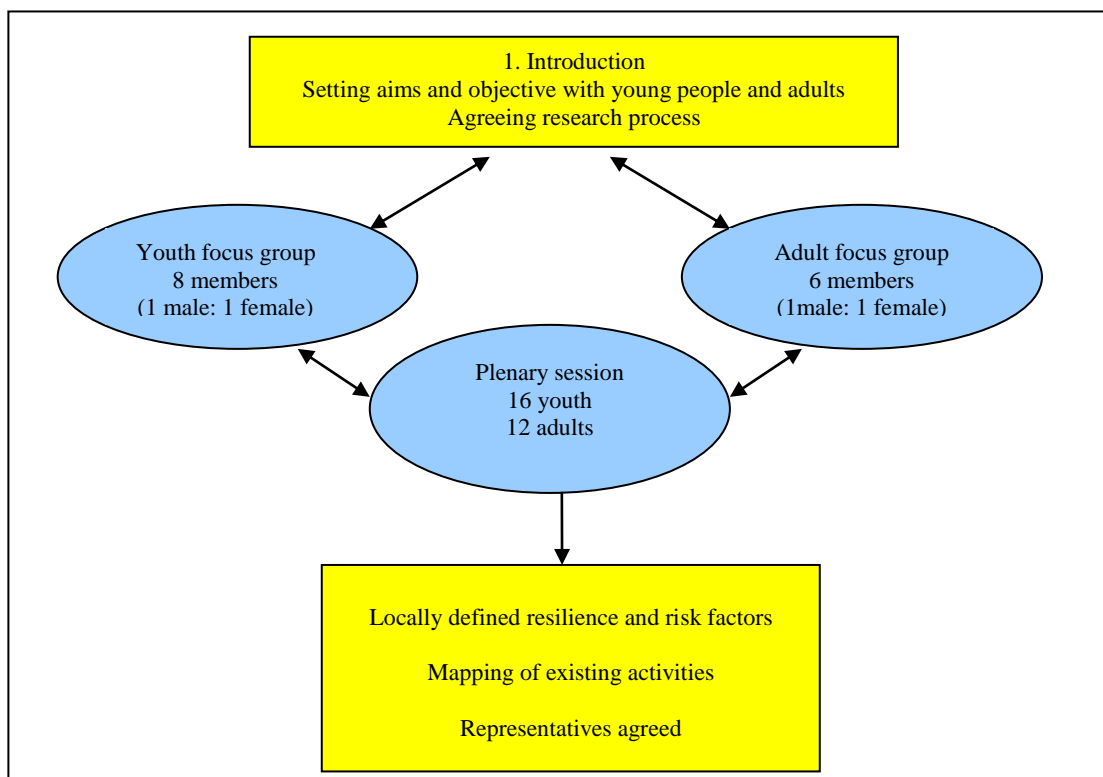 1. Introduction
Setting aims and objective with young people and adults
Agreeing research process
Youth focus group
8 members
(1 male: 1 female)
Adult focus group
6 members
(1male: 1 female)
Plenary session
16 youth
12 adults
Locally defined resilience and risk factors
Mapping of existing activities
Representatives agreed